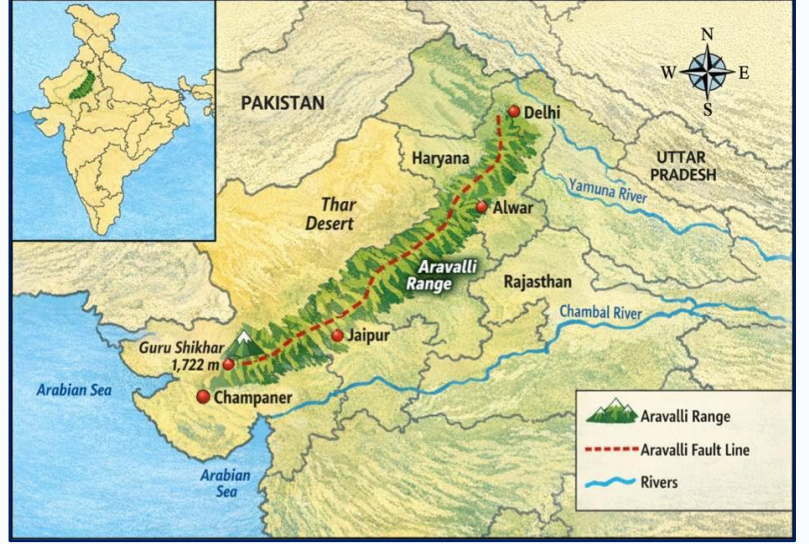 N
W
E
S
PAKISTAN
Delhi
Haryana
UTTAR
PRADESH
Yamuna River
Thar
Desert
Alwar
Aravalli
Range
Rajasthan
Chambal River
Guru Shikhar
1,722 m
Jaipur
Arabian Sea
Champaner
Arabian
Sea
Aravalli Range
Aravalli Fault Line
Rivers